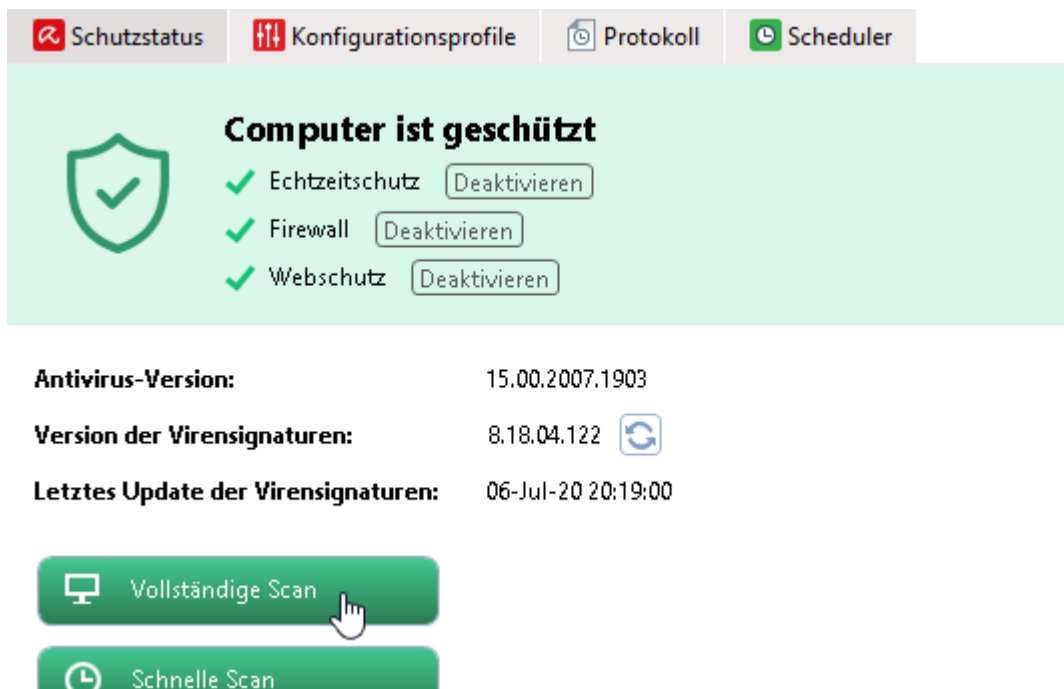 Schutzstatus Konfigurationsprofile Protokoll Scheduler
Computer ist geschützt
Echtzeitschutz Deaktivieren
Firewall Deaktivieren
Webschutz Deaktivieren
Antivirus-Version: 15.00.2007.1903
Version der Virensignaturen: 8.18.04.122
Letztes Update der Virensignaturen: 06-Jul-20 20:19:00
Vollständige Scan
Schnelle Scan